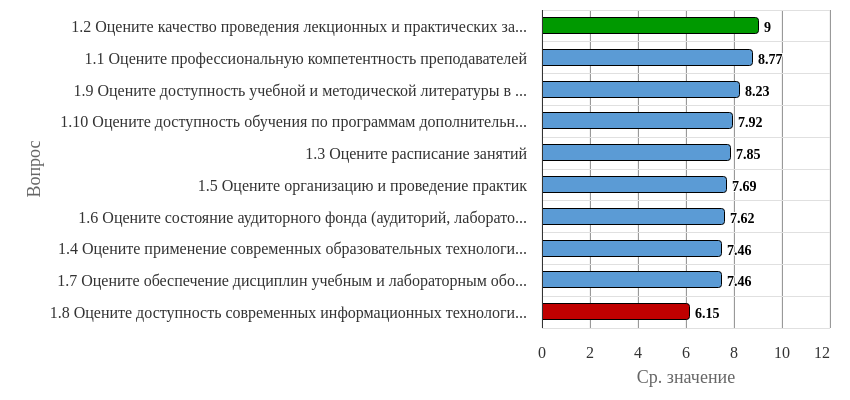 1.2 Оцените качество проведения лекционных и практических за... 9
1.1 Оцените профессиональную компетентность преподавателей 8.77
1.9 Оцените доступность учебной и методической литературы в ... 8.23
1.10 Оцените доступность обучения по программам дополнительн... 7.92
1.3 Оцените расписание занятий 7.85
1.5 Оцените организацию и проведение практик 7.69
1.6 Оцените состояние аудиторного фонда (аудиторий, лаборато... 7.62
1.4 Оцените применение современных образовательных технологи... 7.46
1.7 Оцените обеспечение дисциплин учебным и лабораторным обо... 7.46
1.8 Оцените доступность современных информационных технологи... 6.15
Вопрос
0 2 4 6 8 10 12
Ср. значение